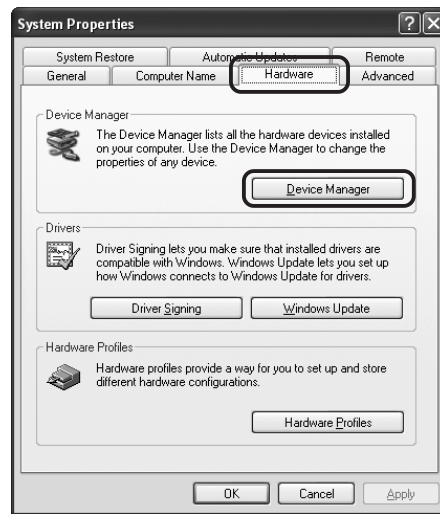 System Properties
System Restore Automatic Updates Remote
General Computer Name Hardware Advanced
Device Manager
The Device Manager lists all the hardware devices installed
on your computer. Use the Device Manager to change the
properties of any device.
Device Manager
Drivers
Driver Signing lets you make sure that installed drivers are
compatible with Windows. Windows Update lets you set up
how Windows connects to Windows Update for drivers.
Driver Signing Windows Update
Hardware Profiles
Hardware profiles provide a way for you to set up and store
different hardware configurations.
Hardware Profiles
OK Cancel Apply